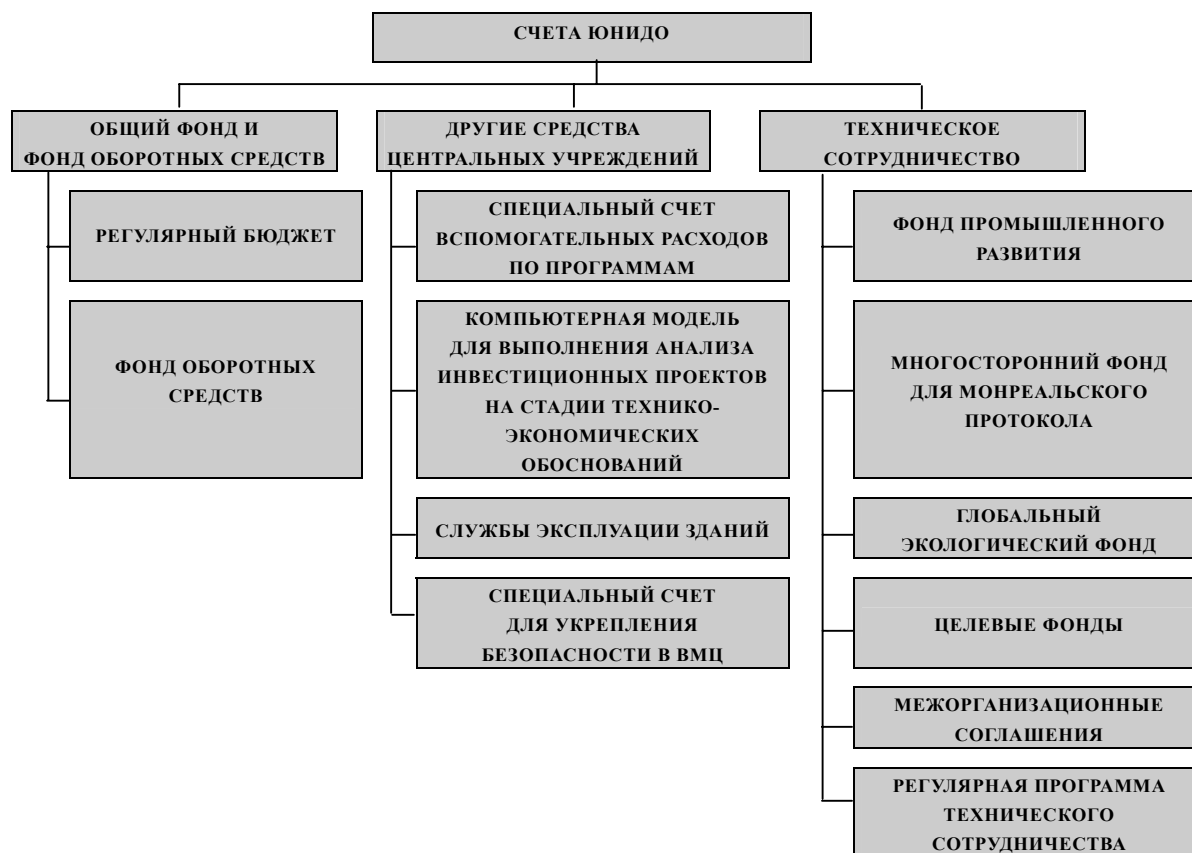 СЧЕТА ЮНИДО
ОБЩИЙ ФОНД И
ФОНД ОБОРОТНЫХ СРЕДСТВ
РЕГУЛЯРНЫЙ БЮДЖЕТ
ФОНД ОБОРОТНЫХ
СРЕДСТВ
ДРУГИЕ СРЕДСТВА
ЦЕНТРАЛЬНЫХ УЧРЕЖДЕНИЙ
СПЕЦИАЛЬНЫЙ СЧЕТ
ВСПОМОГАТЕЛЬНЫХ РАСХОДОВ
ПО ПРОГРАММАМ
КОМПЬЮТЕРНАЯ МОДЕЛЬ
ДЛЯ ВЫПОЛНЕНИЯ АНАЛИЗА
ИНВЕСТИЦИОННЫХ ПРОЕКТОВ
НА СТАДИИ ТЕХНИКО-
ЭКОНОМИЧЕСКИХ
ОБОСНОВАНИЙ
СЛУЖБЫ ЭКСПЛУАЦИИ ЗДАНИЙ
СПЕЦИАЛЬНЫЙ СЧЕТ
ДЛЯ УКРЕПЛЕНИЯ
БЕЗОПАСНОСТИ В ВМЦ
ТЕХНИЧЕСКОЕ
СОТРУДНИЧЕСТВО
ФОНД ПРОМЫШЛЕННОГО
РАЗВИТИЯ
МНОГОСТОРОННИЙ ФОНД
ДЛЯ МОНРЕАЛЬСКОГО
ПРОТОКОЛА
ГЛОБАЛЬНЫЙ
ЭКОЛОГИЧЕСКИЙ ФОНД
ЦЕЛЕВЫЕ ФОНДЫ
МЕЖОРГАНИЗАЦИОННЫЕ
СОГЛАШЕНИЯ
РЕГУЛЯРНАЯ ПРОГРАММА
ТЕХНИЧЕСКОГО
СОТРУДНИЧЕСТВА